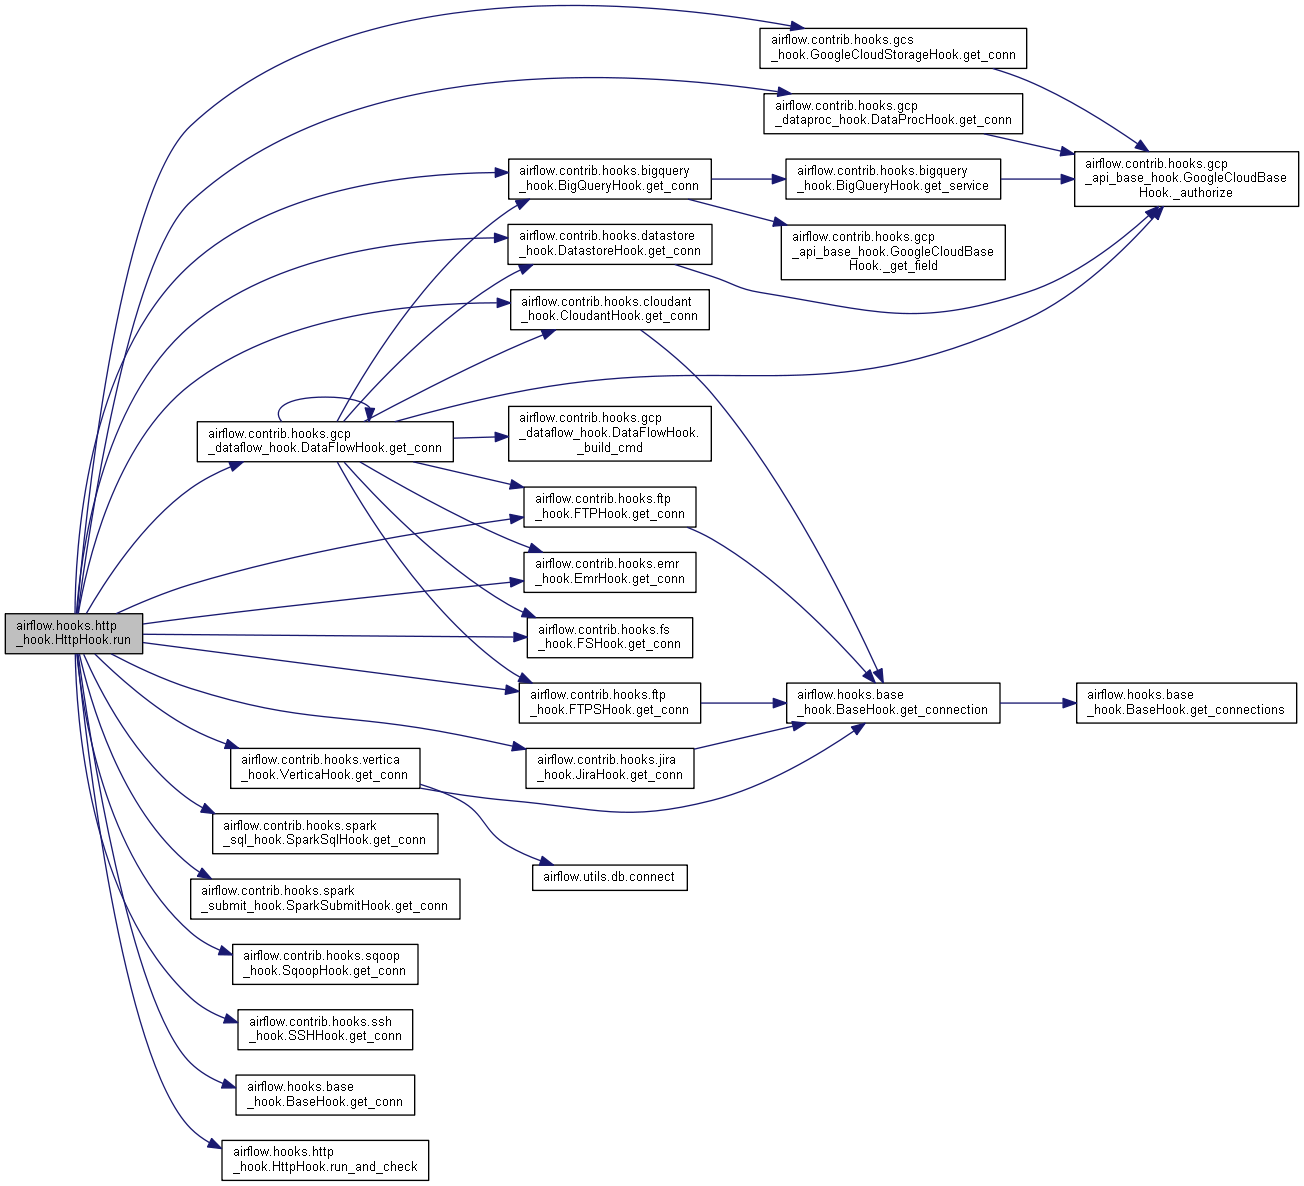 airflow.contrib.hooks.gcs
_hook.GoogleCloudStorageHook.get_conn
airflow.contrib.hooks.gcp
_dataproc_hook.DataProcHook.get_conn
airflow.contrib.hooks.bigquery
_hook.BigQueryHook.get_conn
airflow.contrib.hooks.bigquery
_hook.BigQueryHook.get_service
airflow.contrib.hooks.gcp
_api_base_hook.GoogleCloudBase
Hook._authorize
airflow.contrib.hooks.datastore
_hook.DatastoreHook.get_conn
airflow.contrib.hooks.gcp
_api_base_hook.GoogleCloudBase
Hook._get_field
airflow.contrib.hooks.cloudant
_hook.CloudantHook.get_conn
airflow.contrib.hooks.gcp
_dataflow_hook.DataFlowHook.get_conn
airflow.contrib.hooks.gcp
_dataflow_hook.DataFlowHook.
_build_cmd
airflow.contrib.hooks.ftp
_hook.FTPHook.get_conn
airflow.contrib.hooks.emr
_hook.EmrHook.get_conn
airflow.hooks.http
_hook.HttpHook.run
airflow.contrib.hooks.fs
_hook.FSHook.get_conn
airflow.contrib.hooks.ftp
_hook.FTPSHook.get_conn
airflow.hooks.base
_hook.BaseHook.get_connection
airflow.hooks.base
_hook.BaseHook.get_connections
airflow.contrib.hooks.vertica
_hook.VerticaHook.get_conn
airflow.contrib.hooks.jira
_hook.JiraHook.get_conn
airflow.contrib.hooks.spark
_sql_hook.SparkSqlHook.get_conn
airflow.utils.db.connect
airflow.contrib.hooks.spark
_submit_hook.SparkSubmitHook.get_conn
airflow.contrib.hooks.sqoop
_hook.SqoopHook.get_conn
airflow.contrib.hooks.ssh
_hook.SSHHook.get_conn
airflow.hooks.base
_hook.BaseHook.get_conn
airflow.hooks.http
_hook.HttpHook.run_and_check